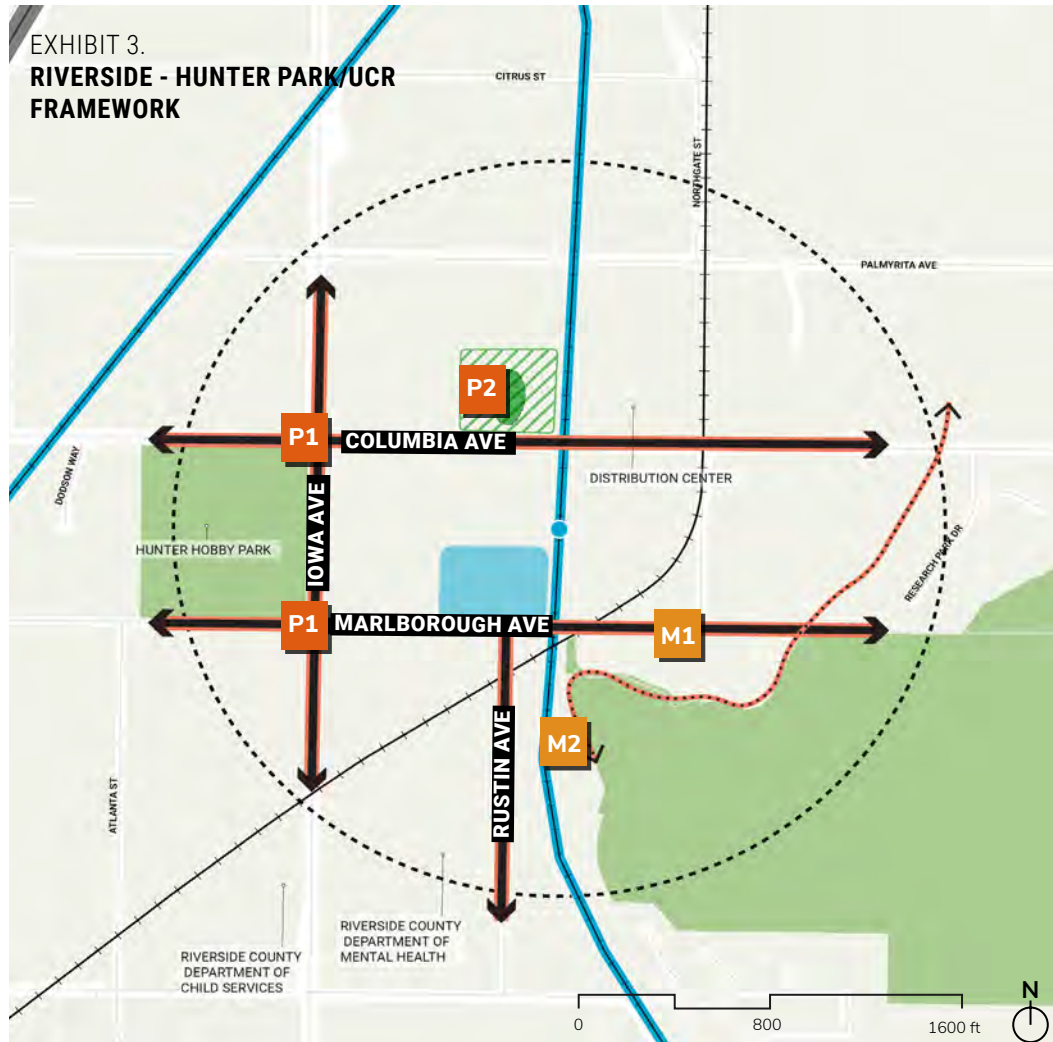 EXHIBIT 3.
RIVERSIDE - HUNTER PARK/UCR
FRAMEWORK
CITRUS ST
NORTHGATE ST
PALMYRITA AVE
P2
P1
COLUMBIA AVE
DISTRIBUTION CENTER
DODSON WAY
IOWA AVE
HUNTER HOBBY PARK
RESEARCH PARK DR
P1
MARLBOROUGH AVE
M1
M2
RUSTIN AVE
ATLANTA ST
RIVERSIDE COUNTY
DEPARTMENT OF
MENTAL HEALTH
RIVERSIDE COUNTY
DEPARTMENT OF
CHILD SERVICES
N
0
800
1600 ft